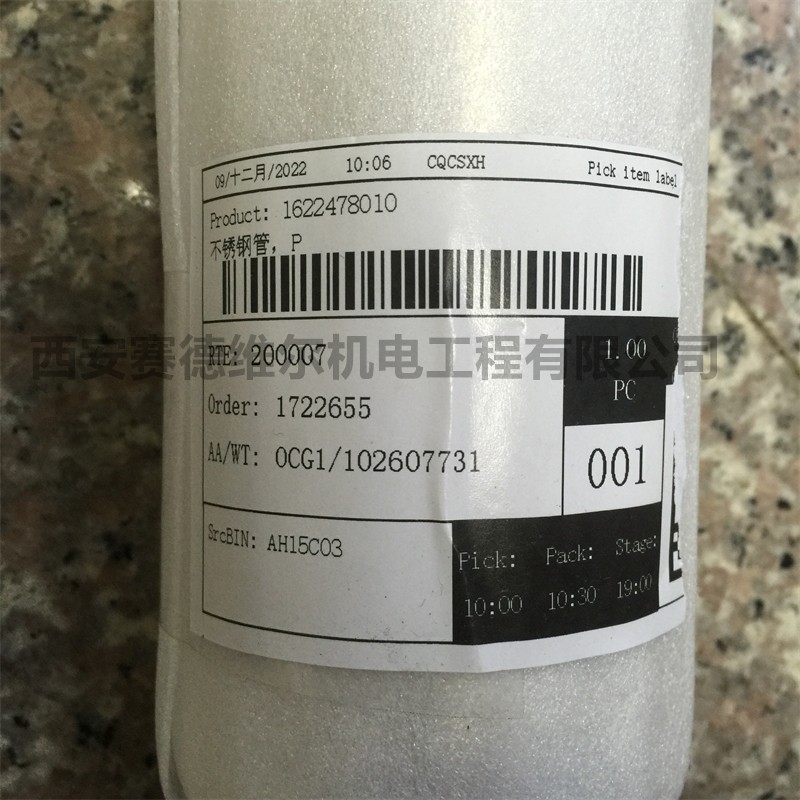 09/十二月/2022 10:06 CQCSXH Pick item label
Product: 1622478010
不锈钢管, P
西安赛德维尔机电工程有限公司
RTE: 200007
1.00
PC
Order: 1722655
AA/WT: OCG1/102607731
001
SrcBIN: AH15C03
Pick: Pack: Stage:
10:00 10:30 19:00